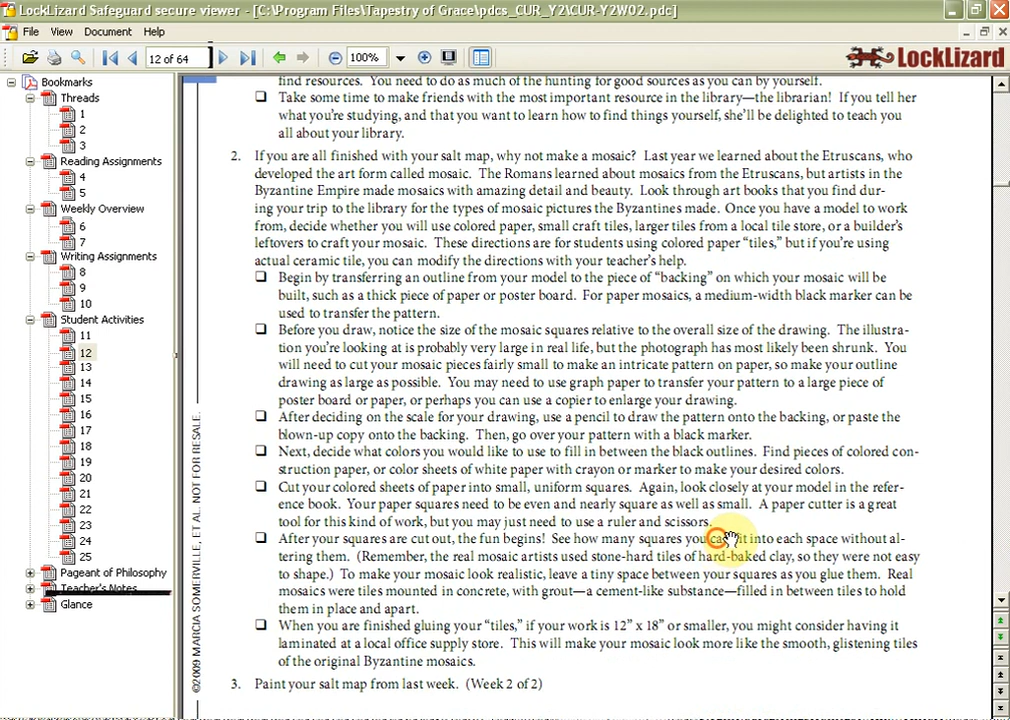 LockLizard Safeguard secure viewer - [C:\Program Files\Tapestry of Grace\pdcs_CUR_Y2\CUR-Y2W02.pdc]
File View Document Help
12 of 64
100%
LOCKLIZARD
Bookmarks
Threads
1
2
3
Reading Assignments
4
5
Weekly Overview
6
7
Writing Assignments
8
9
10
Student Activities
11
12
13
14
15
16
17
18
19
20
21
22
23
24
25
Pageant of Philosophy
Teacher's Notes
Glance
©2009 MARCIA SOMERVILLE, ET AL. NOT FOR RESALE.
find resources. You need to do as much of the hunting for good sources as you can by yourself.
Take some time to make friends with the most important resource in the library—the librarian! If you tell her
what you're studying, and that you want to learn how to find things yourself, she'll be delighted to teach you
all about your library.
2. If you are all finished with your salt map, why not make a mosaic? Last year we learned about the Etruscans, who
developed the art form called mosaic. The Romans learned about mosaics from the Etruscans, but artists in the
Byzantine Empire made mosaics with amazing detail and beauty. Look through art books that you find dur-
ing your trip to the library for the types of mosaic pictures the Byzantines made. Once you have a model to work
from, decide whether you will use colored paper, small craft tiles, larger tiles from a local tile store, or a builder's
leftovers to craft your mosaic. These directions are for students using colored paper “tiles,” but if you're using
actual ceramic tile, you can modify the directions with your teacher's help.
Begin by transferring an outline from your model to the piece of “backing” on which your mosaic will be
built, such as a thick piece of paper or poster board. For paper mosaics, a medium-width black marker can be
used to transfer the pattern.
Before you draw, notice the size of the mosaic squares relative to the overall size of the drawing. The illustra-
tion you're looking at is probably very large in real life, but the photograph has most likely been shrunk. You
will need to cut your mosaic pieces fairly small to make an intricate pattern on paper, so make your outline
drawing as large as possible. You may need to use graph paper to transfer your pattern to a large piece of
poster board or paper, or perhaps you can use a copier to enlarge your drawing.
After deciding on the scale for your drawing, use a pencil to draw the pattern onto the backing, or paste the
blown-up copy onto the backing. Then, go over your pattern with a black marker.
Next, decide what colors you would like to use to fill in between the black outlines. Find pieces of colored con-
struction paper, or color sheets of white paper with crayon or marker to make your desired colors.
Cut your colored sheets of paper into small, uniform squares. Again, look closely at your model in the refer-
ence book. Your paper squares need to be even and nearly square as well as small. A paper cutter is a great
tool for this kind of work, but you may just need to use a ruler and scissors.
After your squares are cut out, the fun begins! See how many squares you can fit into each space without al-
tering them. (Remember, the real mosaic artists used stone-hard tiles of hard-baked clay, so they were not easy
to shape.) To make your mosaic look realistic, leave a tiny space between your squares as you glue them. Real
mosaics were tiles mounted in concrete, with grout—a cement-like substance—filled in between tiles to hold
them in place and apart.
When you are finished gluing your “tiles,” if your work is 12” x 18” or smaller, you might consider having it
laminated at a local office supply store. This will make your mosaic look more like the smooth, glistening tiles
of the original Byzantine mosaics.
3. Paint your salt map from last week. (Week 2 of 2)